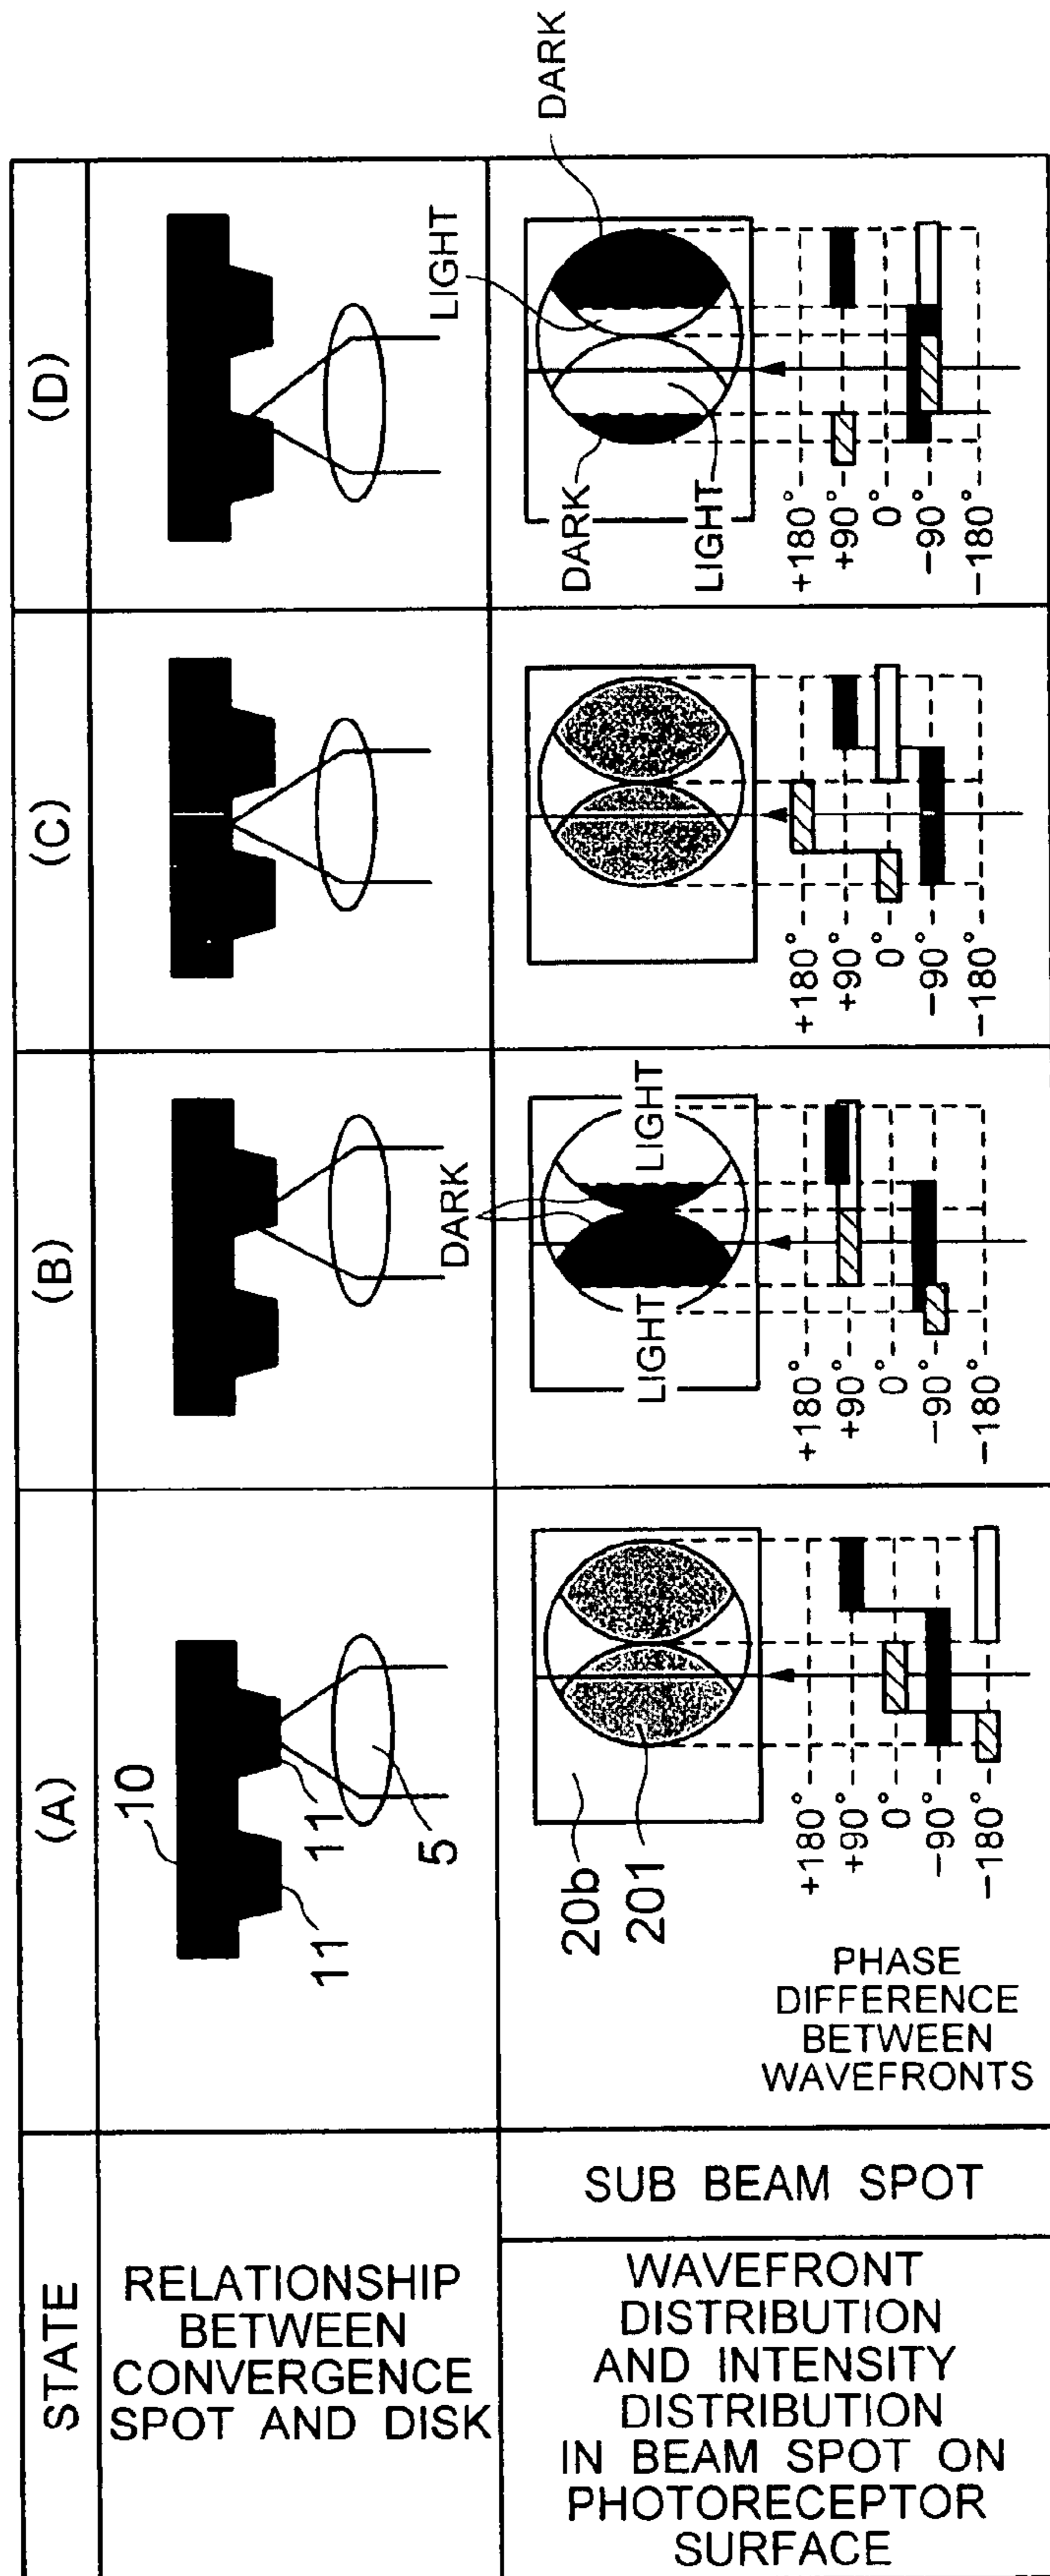 STATE
(A)
(B)
(C)
(D)
RELATIONSHIP
BETWEEN
CONVERGENCE
SPOT AND DISK
10
11
11
5
DARK
LIGHT
WAVEFRONT
DISTRIBUTION
AND INTENSITY
DISTRIBUTION
IN BEAM SPOT ON
PHOTORECEPTOR
SURFACE
SUB BEAM SPOT
PHASE
DIFFERENCE
BETWEEN
WAVEFRONTS
20b
201
+180°
+90°
0°
-90°
-180°
LIGHT
LIGHT
+180°
+90°
0°
-90°
-180°
+180°
+90°
0°
-90°
-180°
DARK
LIGHT
DARK
+180°
+90°
0°
-90°
-180°